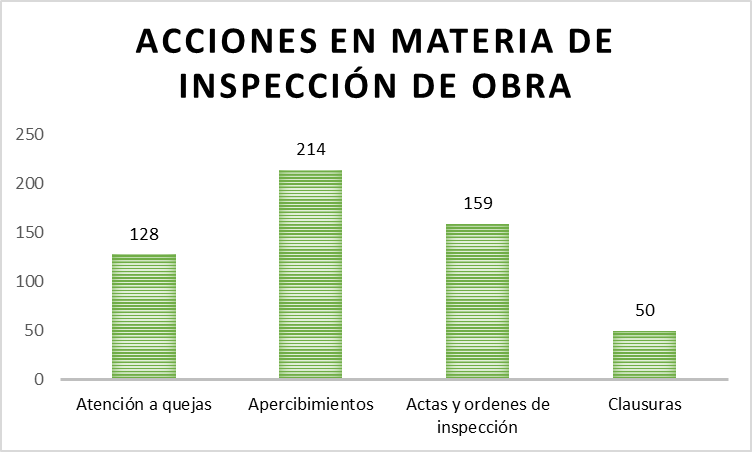 ACCIONES EN MATERIA DE
INSPECCIÓN DE OBRA
250
200
150
100
50
0
128
214
159
50
Atención a quejas
Apercibimientos
Actas y ordenes de
inspección
Clausuras